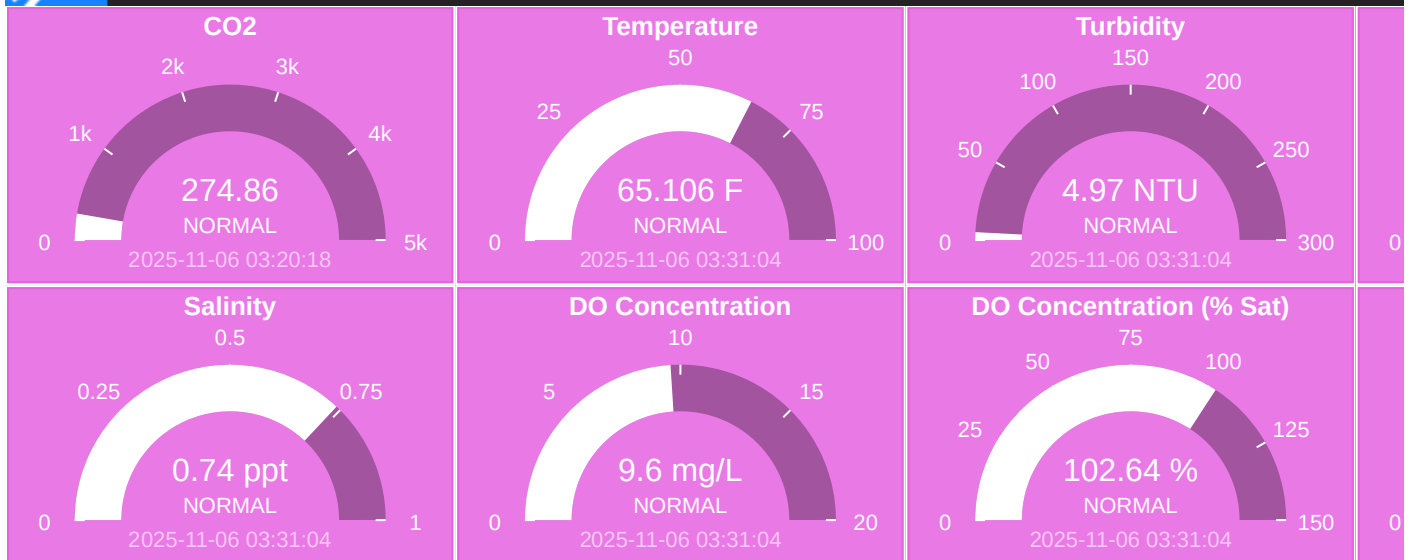 CO2
0
1k
2k
3k
4k
5k
274.86
NORMAL
2025-11-06 03:20:18
Temperature
0
25
50
75
100
65.106 F
NORMAL
2025-11-06 03:31:04
Turbidity
0
50
100
150
200
250
300
4.97 NTU
NORMAL
2025-11-06 03:31:04
0
Salinity
0
0.25
0.5
0.75
1
0.74 ppt
NORMAL
2025-11-06 03:31:04
DO Concentration
0
5
10
15
20
9.6 mg/L
NORMAL
2025-11-06 03:31:04
DO Concentration (% Sat)
0
25
50
75
100
125
150
102.64 %
NORMAL
2025-11-06 03:31:04
0